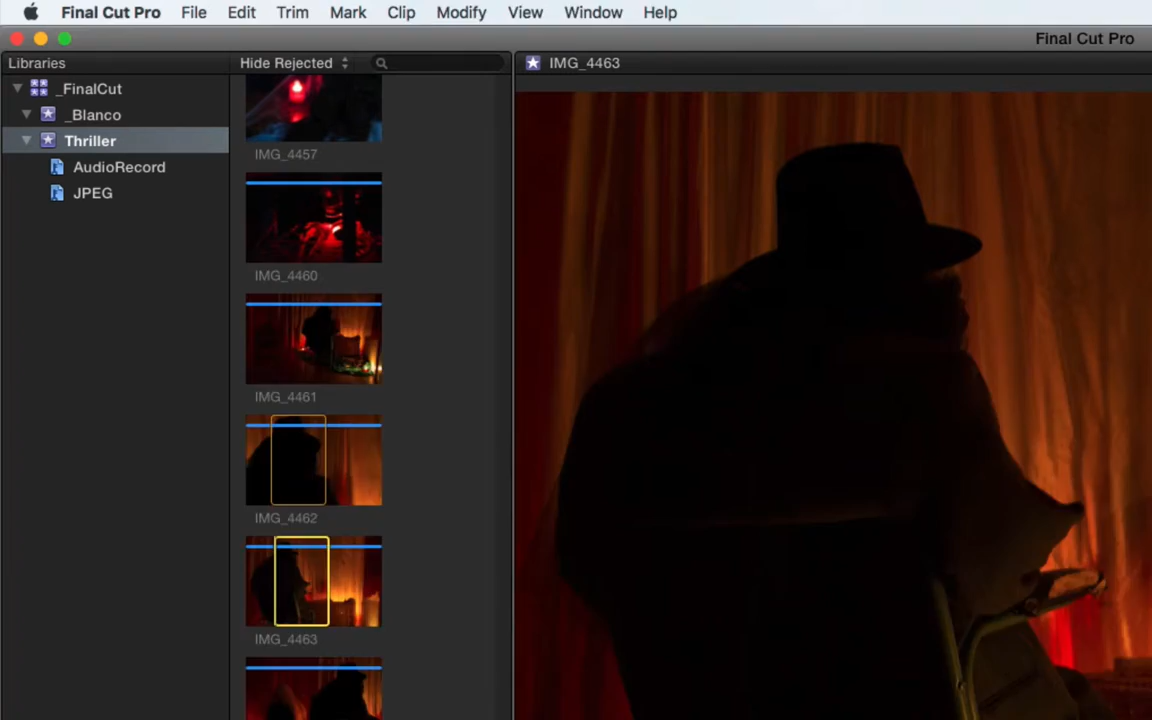 Final Cut Pro File Edit Trim Mark Clip Modify View Window Help
Final Cut Pro
Libraries
Hide Rejected
IMG_4463
_FinalCut
_Blanco
Thriller
AudioRecord
JPEG
IMG_4457
IMG_4460
IMG_4461
IMG_4462
IMG_4463